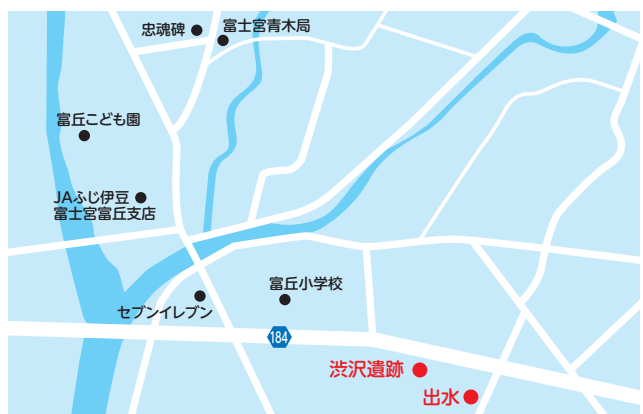 忠魂碑
富士宮青木局
富丘こども園
JAふじ伊豆
富士宮富丘支店
富丘小学校
セブンイレブン
184
渋沢遺跡
出水